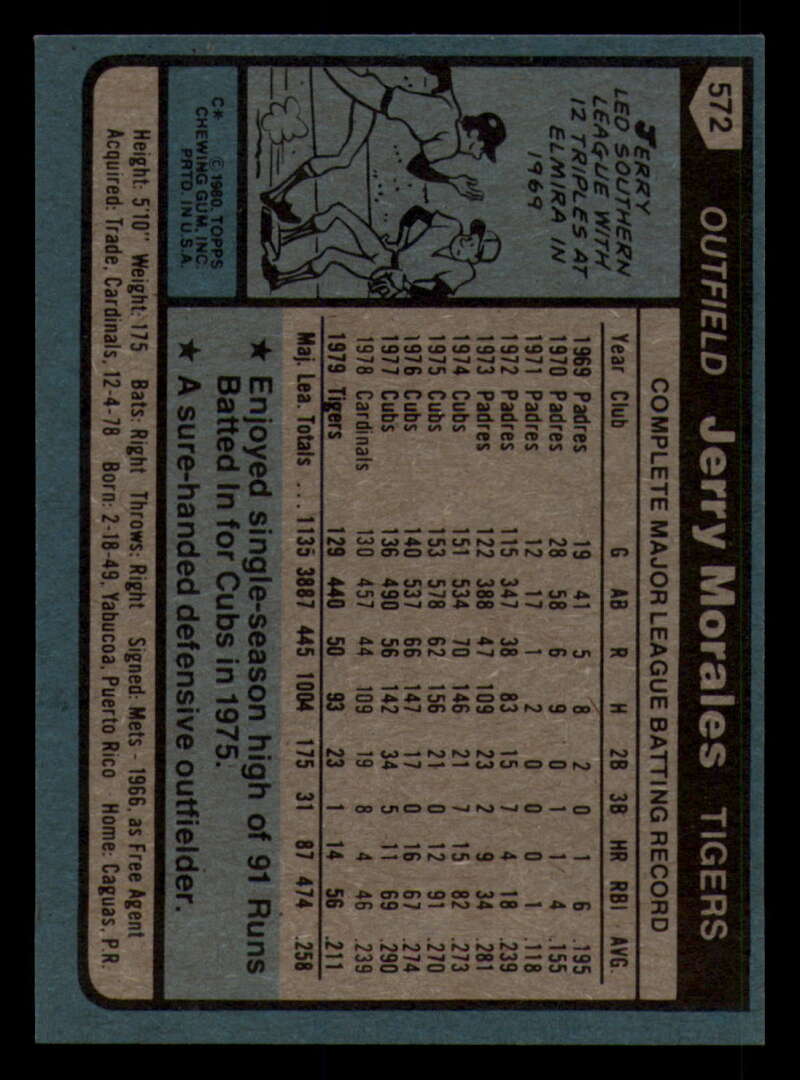 572
OUTFIELD Jerry Morales TIGERS
JERRY
LED SOUTHERN
LEAGUE WITH
12 TRIPLES AT
ELMIRA IN
1969
C* © 1980 TOPPS
CHEWING GUM, INC.
PRTD. IN U.S.A.
COMPLETE MAJOR LEAGUE BATTING RECORD
Year Club G AB R H 2B 3B HR RBI AVG.
1969 Padres 19 41 5 8 2 0 1 6 .195
1970 Padres 28 58 6 9 0 1 1 4 .155
1971 Padres 12 17 1 2 0 0 0 1 .118
1972 Padres 115 347 38 83 15 7 4 18 .239
1973 Padres 122 388 47 109 23 2 9 34 .281
1974 Cubs 151 534 70 146 21 7 15 82 .273
1975 Cubs 153 578 62 156 21 0 12 91 .270
1976 Cubs 140 537 66 147 17 0 16 67 .274
1977 Cubs 136 490 56 142 34 5 11 69 .290
1978 Cardinals 130 457 44 109 19 8 4 46 .239
1979 Tigers 129 440 50 93 23 1 14 56 .211
Maj. Lea. Totals ... 1135 3887 445 1004 175 31 87 474 .258
★ Enjoyed single-season high of 91 Runs
Batted In for Cubs in 1975.
★ A sure-handed defensive outfielder.
Height: 5'10" Weight: 175 Bats: Right Throws: Right Signed: Mets - 1966, as Free Agent
Acquired: Trade, Cardinals, 12-4-78 Born: 2-18-49, Yabucoa, Puerto Rico Home: Caguas, P.R.